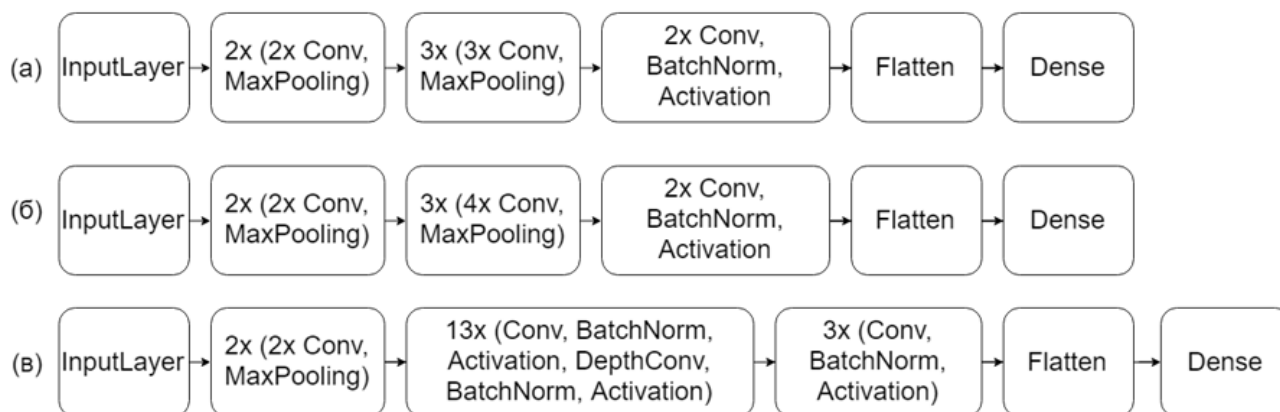 (а)
InputLayer
2x (2x Conv,
MaxPooling)
3x (3x Conv,
MaxPooling)
2x Conv,
BatchNorm,
Activation
Flatten
Dense
(б)
InputLayer
2x (2x Conv,
MaxPooling)
3x (4x Conv,
MaxPooling)
2x Conv,
BatchNorm,
Activation
Flatten
Dense
(в)
InputLayer
2x (2x Conv,
MaxPooling)
13x (Conv, BatchNorm,
Activation, DepthConv,
BatchNorm, Activation)
3x (Conv,
BatchNorm,
Activation)
Flatten
Dense